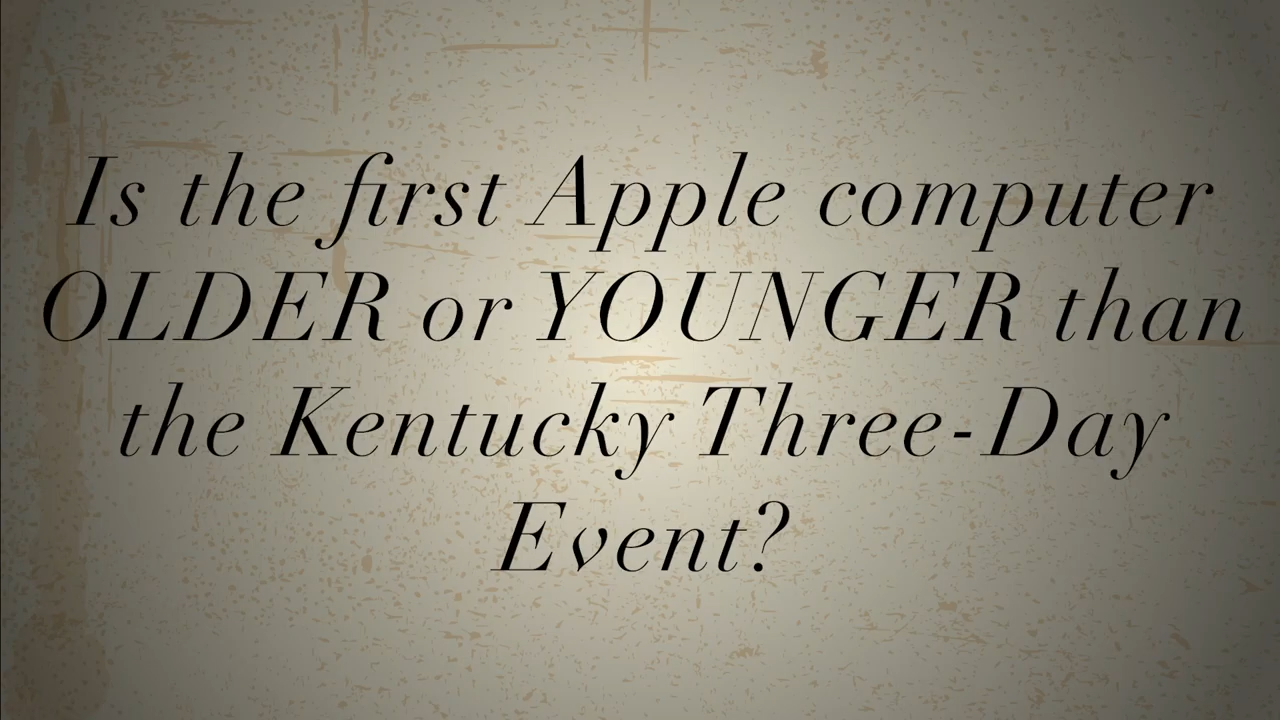 Is the first Apple computer
OLDER or YOUNGER than
the Kentucky Three-Day
Event?